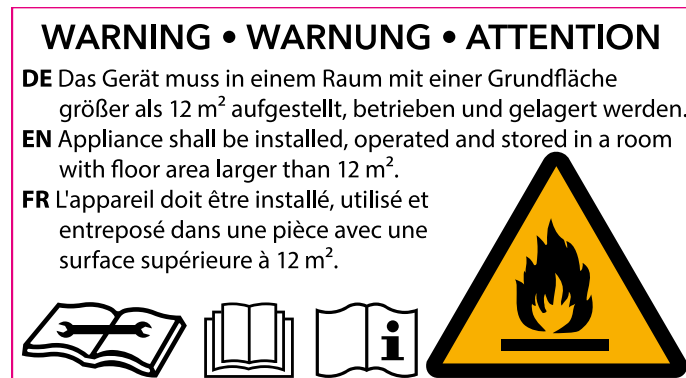 WARNING • WARNUNG • ATTENTION
DE Das Gerät muss in einem Raum mit einer Grundfläche
größer als 12 m² aufgestellt, betrieben und gelagert werden.
EN Appliance shall be installed, operated and stored in a room
with floor area larger than 12 m².
FR L'appareil doit être installé, utilisé et
entreposé dans une pièce avec une
surface supérieure à 12 m².
i